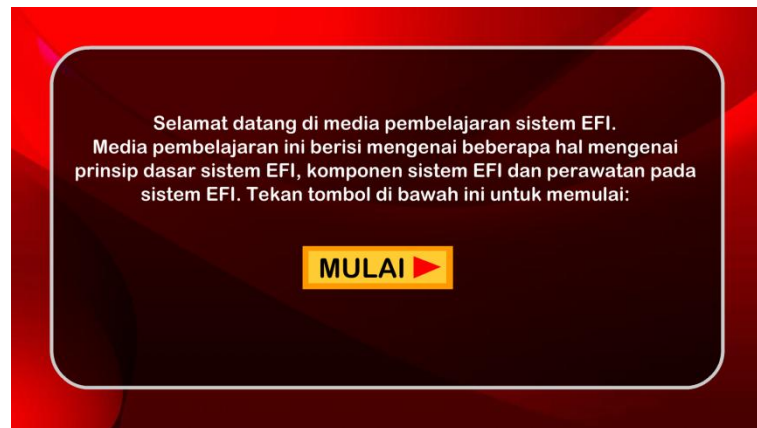 Selamat datang di media pembelajaran sistem EFI.
Media pembelajaran ini berisi mengenai beberapa hal mengenai
prinsip dasar sistem EFI, komponen sistem EFI dan perawatan pada
sistem EFI. Tekan tombol di bawah ini untuk memulai:
MULAI